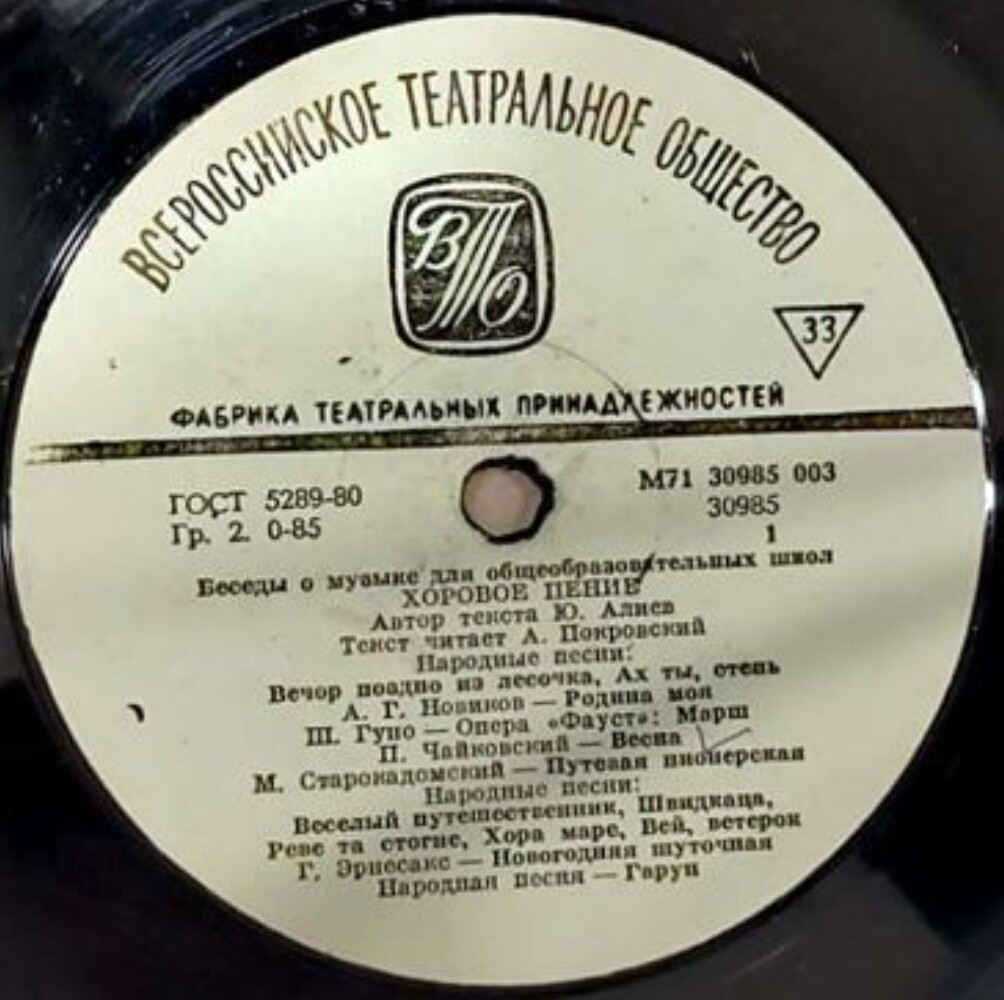 ВСЕРОССИЙСКОЕ ТЕАТРАЛЬНОЕ ОБЩЕСТВО
ВТО
33
ФАБРИКА ТЕАТРАЛЬНЫХ ПРИНАДЛЕЖНОСТЕЙ
ГОСТ 5289-80
Гр. 2. 0-85
М71 30985 003
30985
1
Беседы о музыке для общеобразовательных школ
ХОРОВОЕ ПЕНИЕ
Автор текста Ю. Алиев
Текст читает А. Покровский
Народные песни:
Вечор поздно из лесочка, Ах ты, степь
А. Г. Новиков — Родина моя
Ш. Гуно — Опера «Фауст»: Марш
П. Чайковский — Весна
М. Старокадомский — Путевая пионерская
Народные песни:
Веселый путешественник, Швидкаца,
Реве та стогне, Хора маре, Вей, ветерок
Г. Эрнесакс — Новогодняя шуточная
Народная песня — Гарун